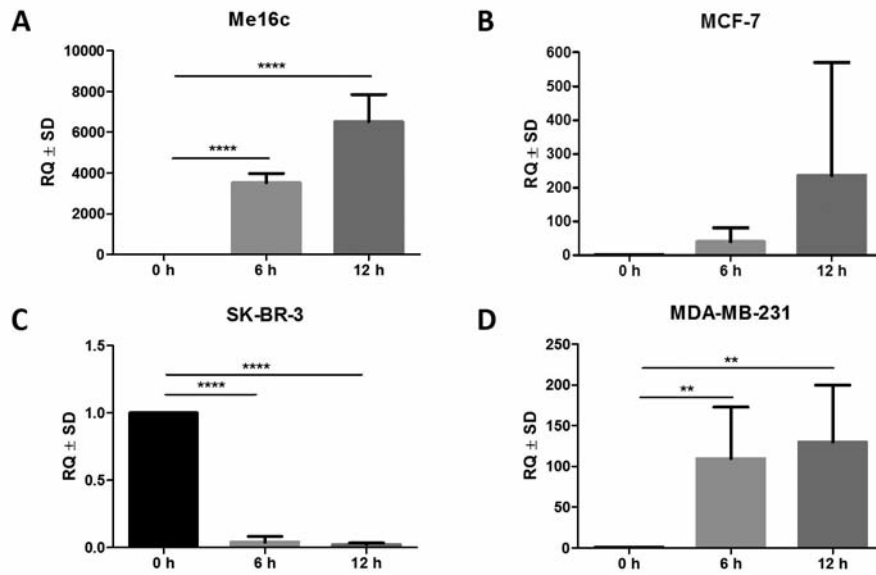 A
Me16c
RQ ± SD
10000
8000
6000
4000
2000
0
****
****
0 h 6 h 12 h
B
MCF-7
RQ ± SD
600
500
400
300
200
100
0
0 h 6 h 12 h
C
SK-BR-3
RQ ± SD
1.5
1.0
0.5
0.0
****
****
0 h 6 h 12 h
D
MDA-MB-231
RQ ± SD
250
200
150
100
50
0
**
**
0 h 6 h 12 h